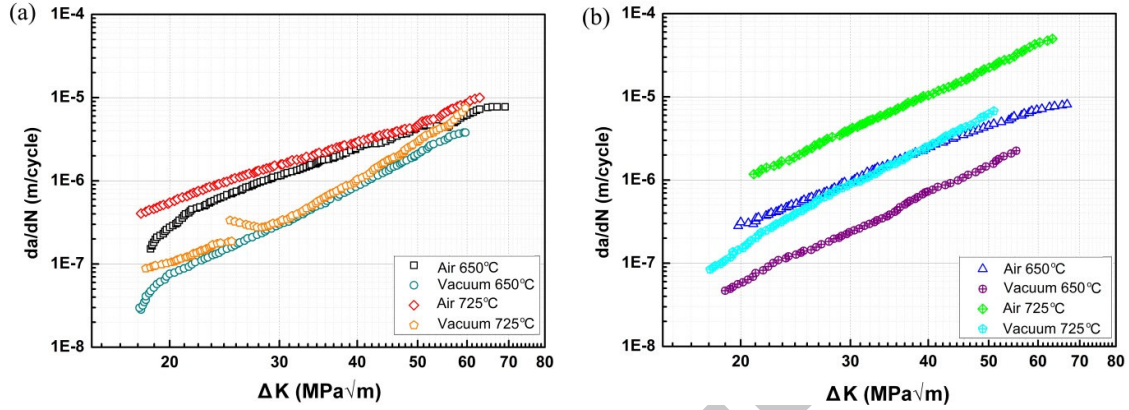 (a)
1E-4
1E-5
1E-6
1E-7
1E-8
da/dN (m/cycle)
20 30 40 50 60 70 80
ΔK (MPa√m)
Air 650°C
Vacuum 650°C
Air 725°C
Vacuum 725°C
(b)
1E-4
1E-5
1E-6
1E-7
1E-8
da/dN (m/cycle)
20 30 40 50 60 70 80
ΔK (MPa√m)
Air 650°C
Vacuum 650°C
Air 725°C
Vacuum 725°C